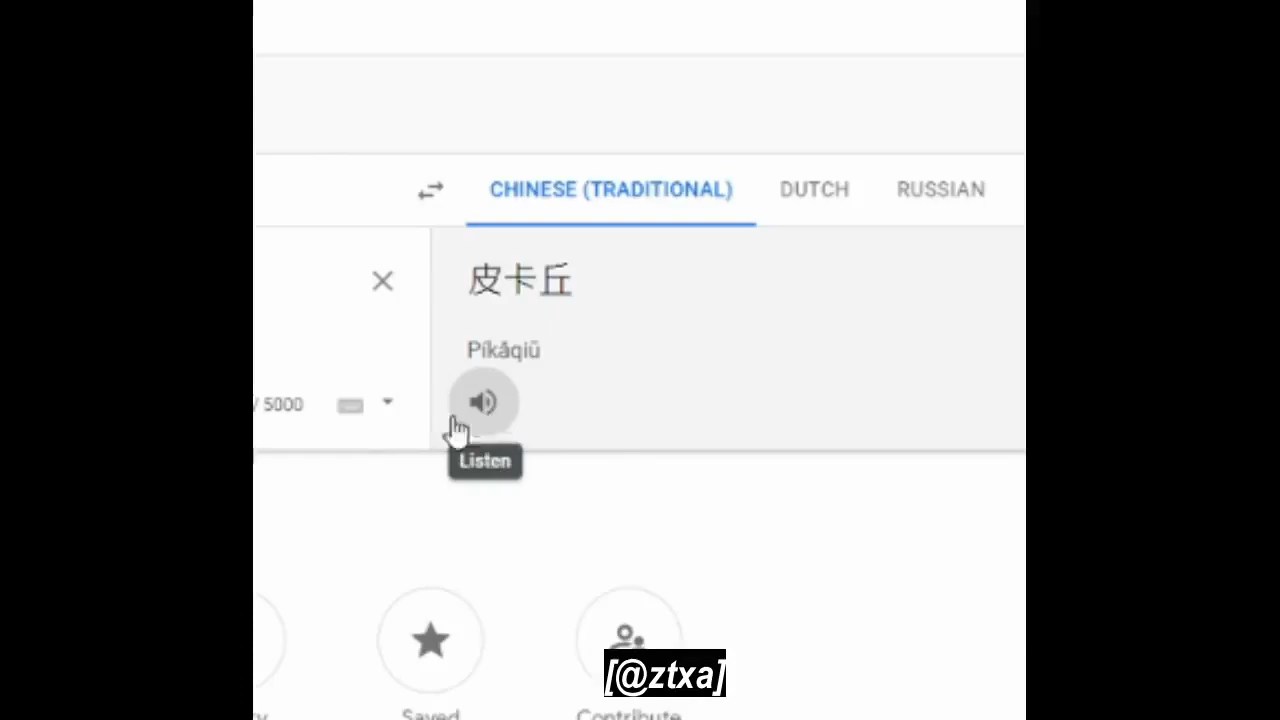 CHINESE (TRADITIONAL) DUTCH RUSSIAN
皮卡丘
Píkǎqiū
/ 5000
Listen
Saved
Contribute
[@ztxa]